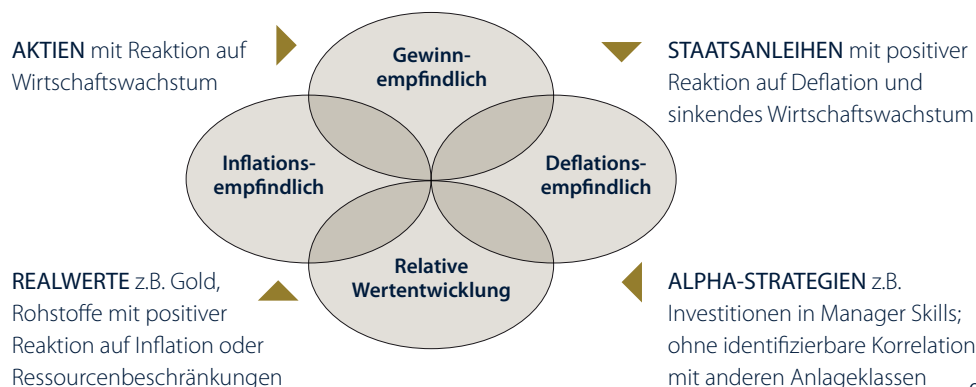 AKTIEN mit Reaktion auf
Wirtschaftswachstum
Gewinn-
empfindlich
STAATSANLEIHEN mit positiver
Reaktion auf Deflation und
sinkendes Wirtschaftswachstum
Inflations-
empfindlich
Deflations-
empfindlich
REALWERTE z.B. Gold,
Rohstoffe mit positiver
Reaktion auf Inflation oder
Ressourcenbeschränkungen
Relative
Wertentwicklung
ALPHA-STRATEGIEN z.B.
Investitionen in Manager Skills;
ohne identifizierbare Korrelation
mit anderen Anlageklassen